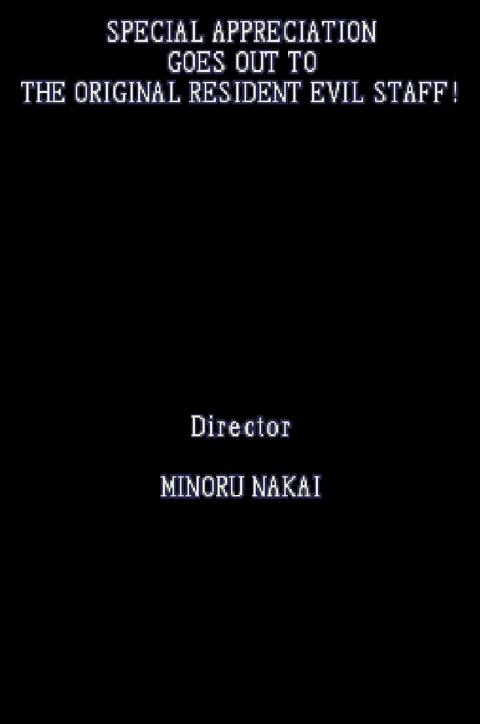 SPECIAL APPRECIATION
GOES OUT TO
THE ORIGINAL RESIDENT EVIL STAFF!
Director
MINORU NAKAI